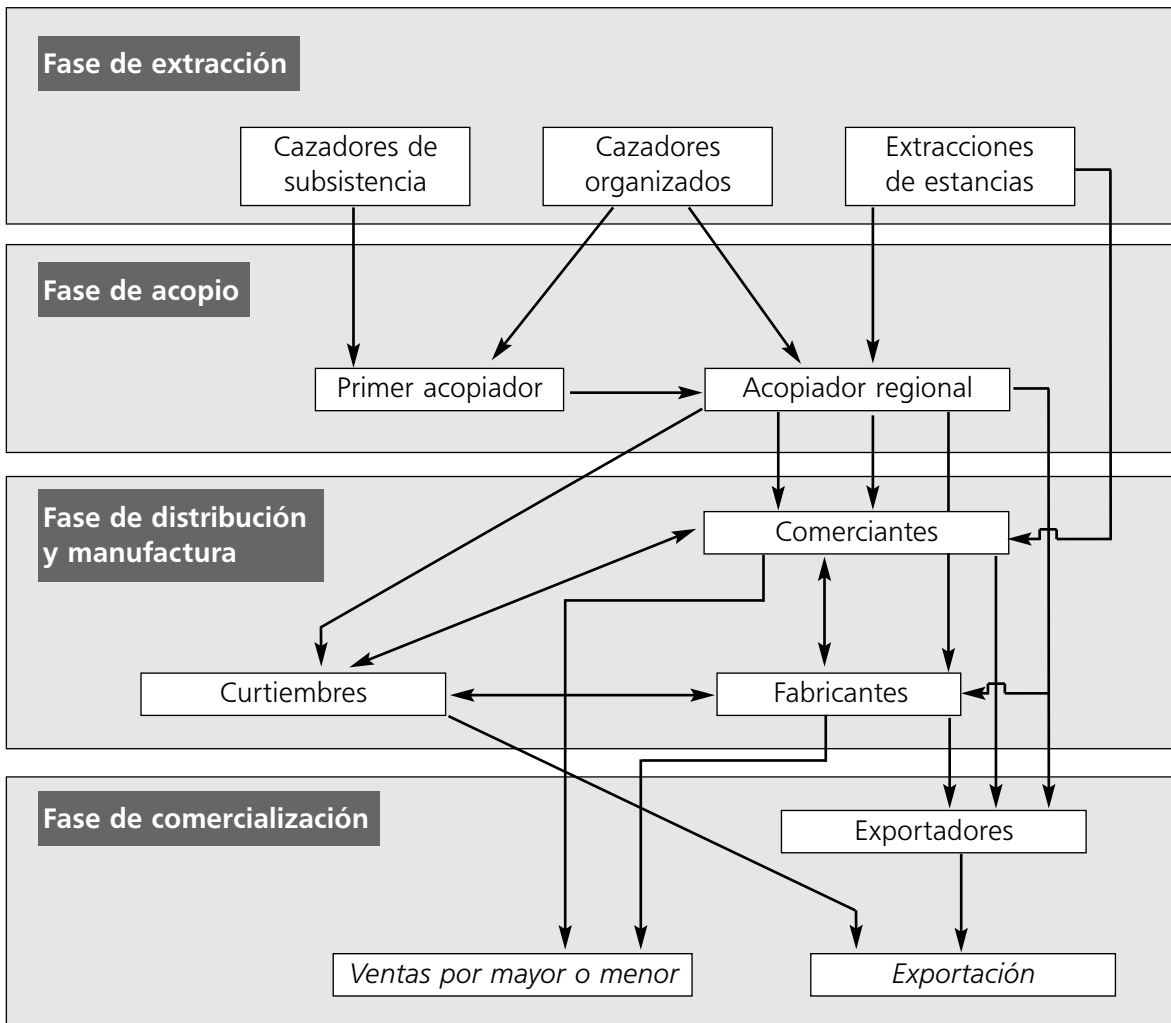 Fase de extracción
Cazadores de
subsistencia
Cazadores
organizados
Extracciones
de estancias
Fase de acopio
Primer acopiador
Acopiador regional
Fase de distribución
y manufactura
Comerciantes
Curtiembres
Fabricantes
Fase de comercialización
Exportadores
Ventas por mayor o menor
Exportación